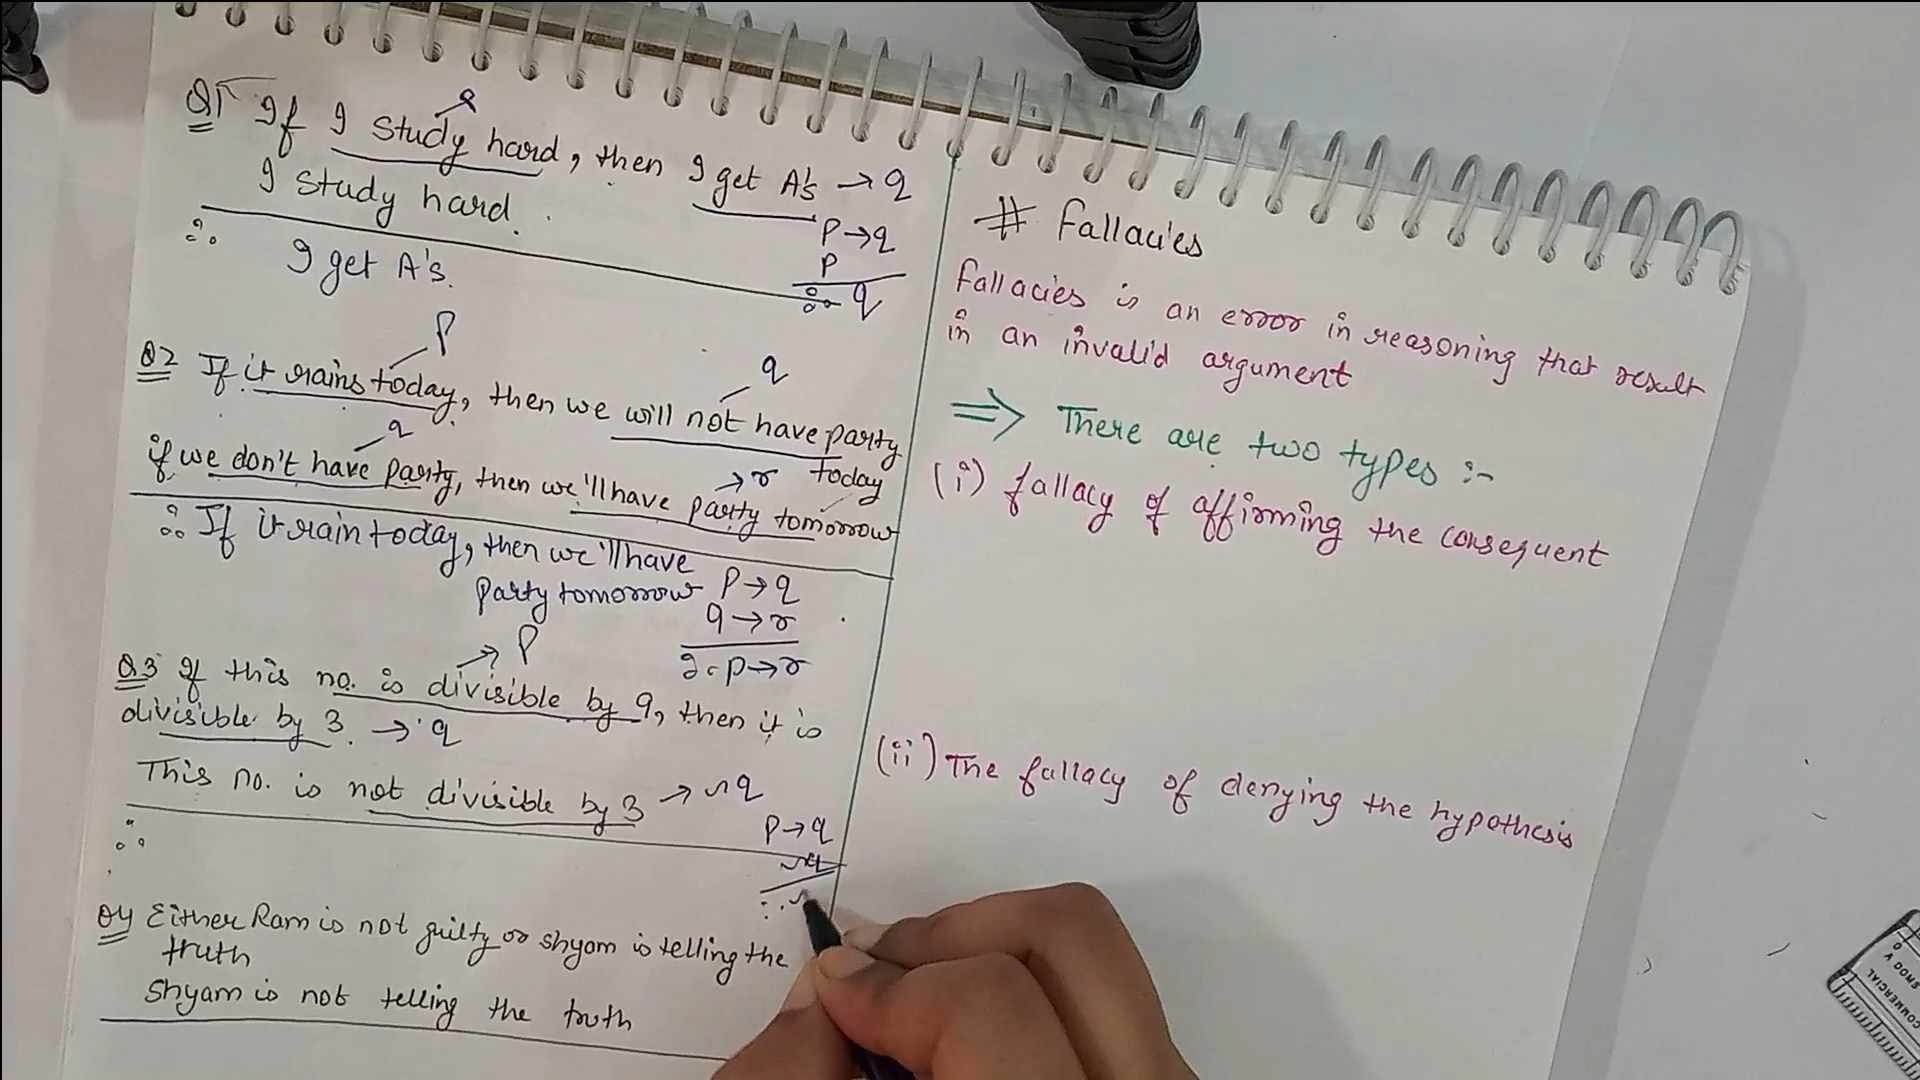 Q1 If I study hard, then I get A's → q
I study hard.
P→q
P
∴ q
∴ I get A's.
P
q
Q2 If it rains today, then we will not have party
today
q
if we don't have party, then we'll have party tomorrow
→ r
∴ If it rain today, then we'll have
party tomorrow
P→q
q→r
∴ p→r
→ P
Q3 If this no. is divisible by 9, then it is
divisible by 3. → q
This no. is not divisible by 3 → ~q
P→q
~q
∴ ~
∴
Q4 Either Ram is not guilty or shyam is telling the
truth
Shyam is not telling the truth
# Fallacies
Fallacies is an error in reasoning that result
in an invalid argument
⇒ There are two types :-
(i) fallacy of affirming the consequent
(ii) The fallacy of denying the hypothesis
COMMERCIAL